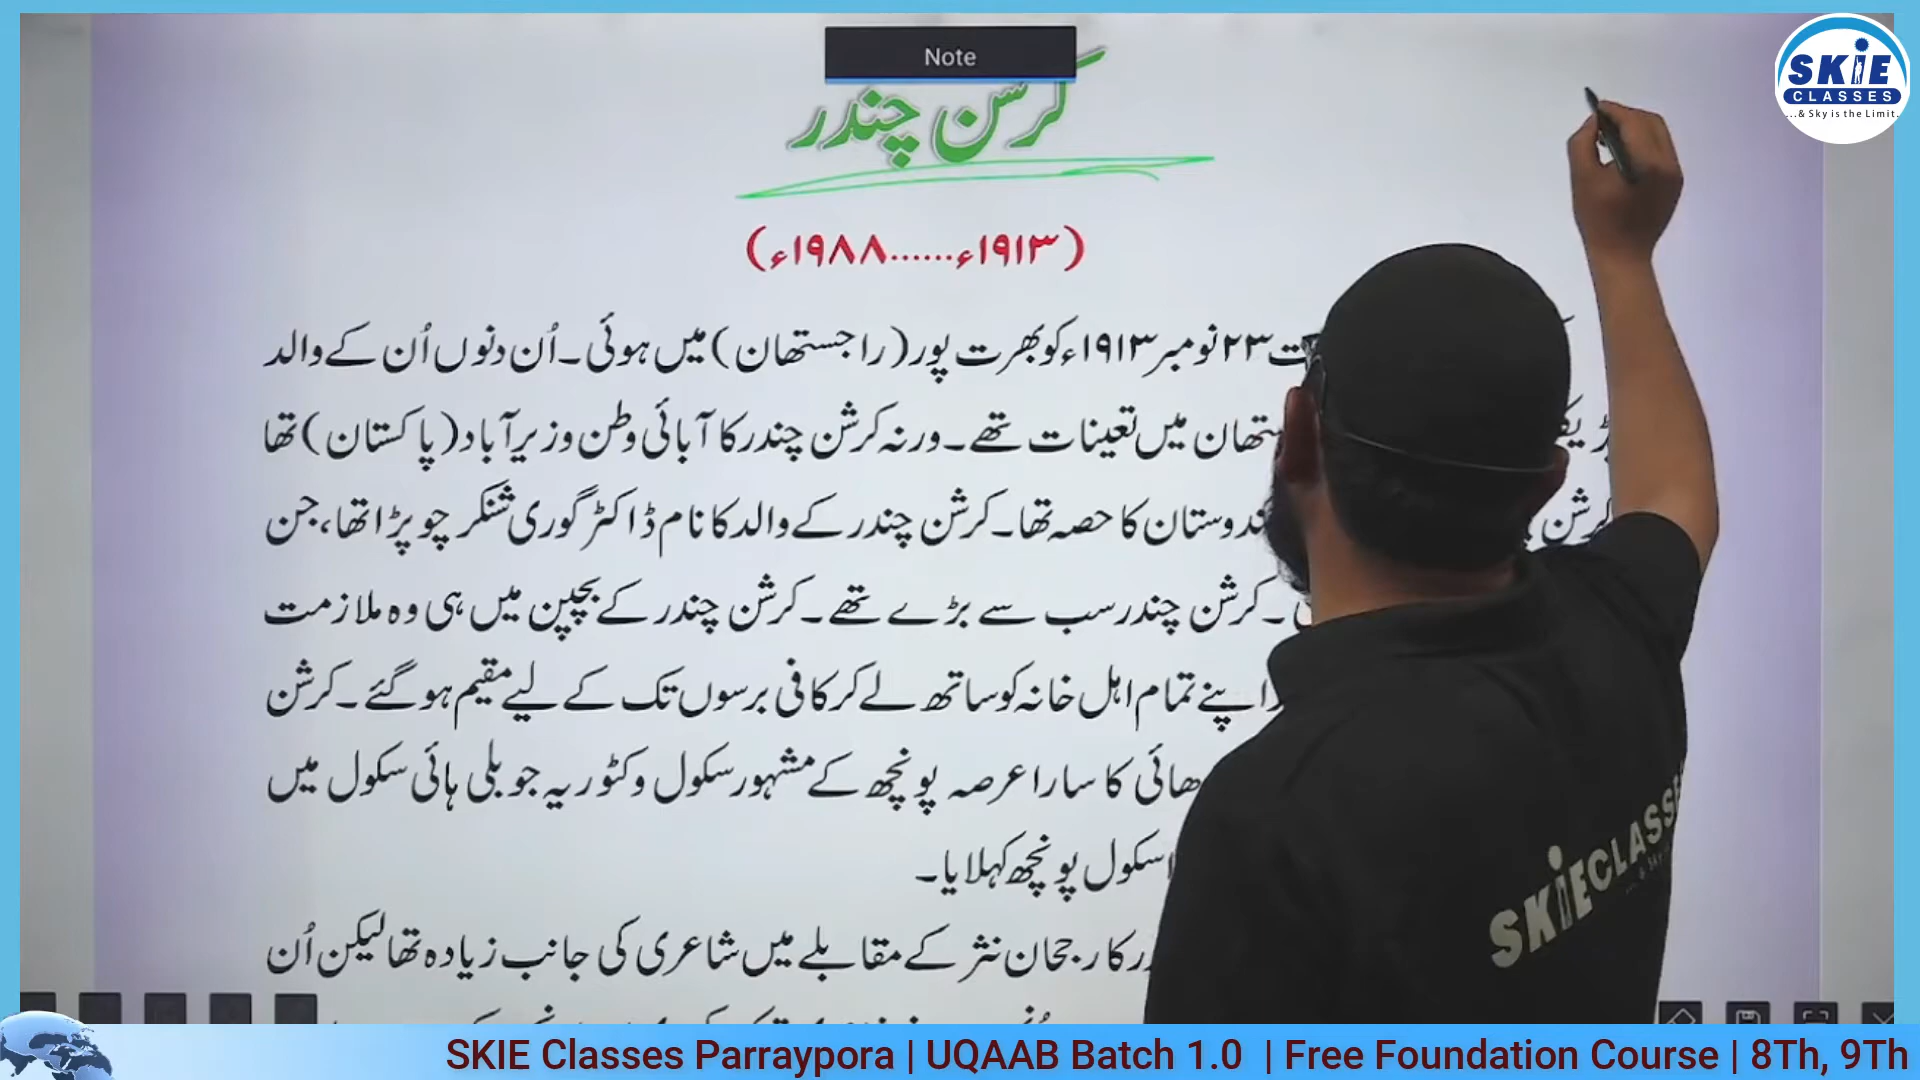 Note
کرشن چندر
(۱۹۱۳ء......۱۹۸۸ء)
۲۳ نومبر ۱۹۱۳ء کو بھرت پور (راجستھان) میں ہوئی۔ اُن دنوں اُن کے والد
میں تعینات تھے۔ ورنہ کرشن چندر کا آبائی وطن وزیرآباد (پاکستان) تھا
کرشن
کا حصہ تھا۔ کرشن چندر کے والد کا نام ڈاکٹر گوری شنکر چوپڑا تھا، جن
۔ کرشن چندر سب سے بڑے تھے۔ کرشن چندر کے بچپن میں ہی وہ ملازمت
اپنے تمام اہل خانہ کو ساتھ لے کر کافی برسوں تک کے لیے مقیم ہو گئے۔ کرشن
کا سارا عرصہ پونچھ کے مشہور سکول وکٹوریہ جوبلی ہائی سکول میں
اسکول پونچھ کہلایا۔
کا رجحان نثر کے مقابلے میں شاعری کی جانب زیادہ تھا لیکن اُن
SKIE
CLASSES
...& Sky is the Limit.
SKIE CLASSE
SKIE Classes Parraypora | UQAAB Batch 1.0 | Free Foundation Course | 8Th, 9Th